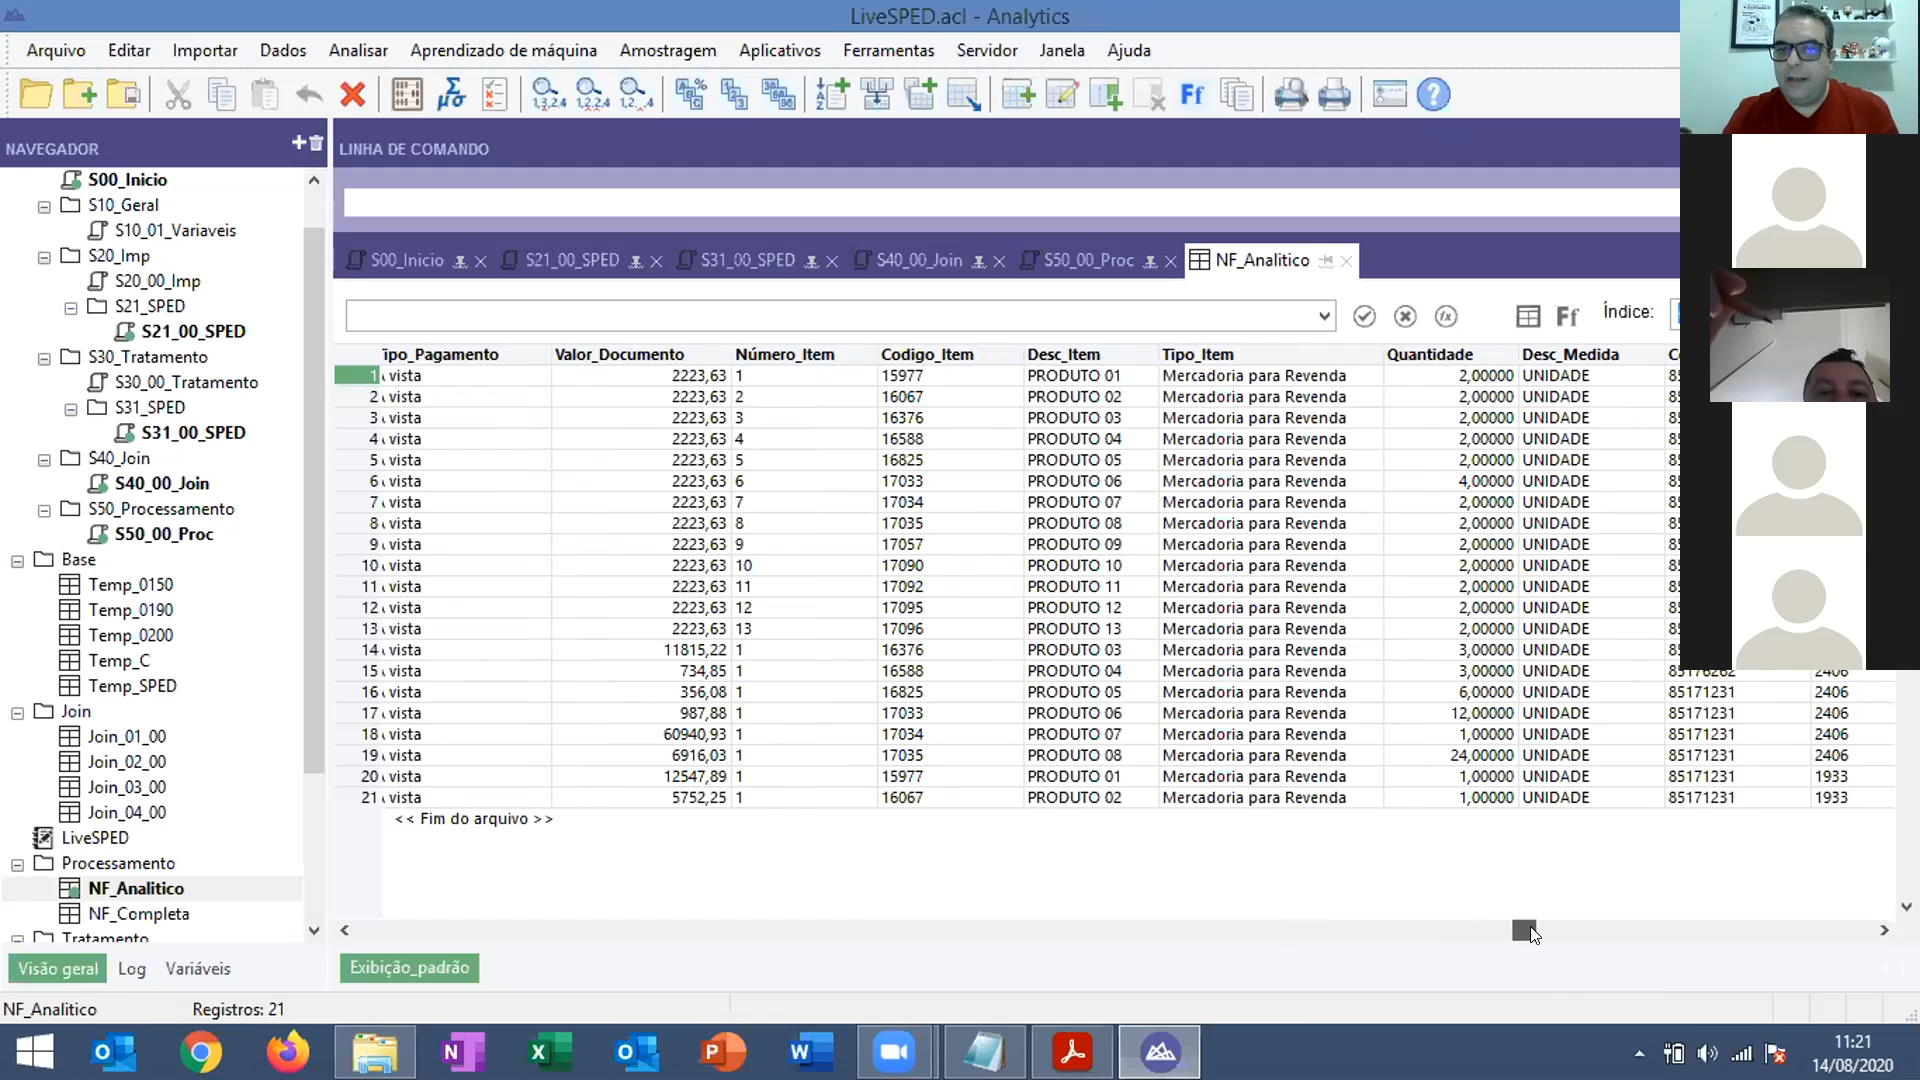 LiveSPED.acl - Analytics
Arquivo Editar Importar Dados Analisar Aprendizado de máquina Amostragem Aplicativos Ferramentas Servidor Janela Ajuda
NAVEGADOR
LINHA DE COMANDO
S00_Inicio
S10_Geral
S10_01_Variaveis
S20_Imp
S20_00_Imp
S21_SPED
S21_00_SPED
S30_Tratamento
S30_00_Tratamento
S31_SPED
S31_00_SPED
S40_Join
S40_00_Join
S50_Processamento
S50_00_Proc
Base
Temp_0150
Temp_0190
Temp_0200
Temp_C
Temp_SPED
Join
Join_01_00
Join_02_00
Join_03_00
Join_04_00
LiveSPED
Processamento
NF_Analitico
NF_Completa
Tratamento
S00_Inicio S21_00_SPED S31_00_SPED S40_00_Join S50_00_Proc NF_Analitico
Índice:
Tipo_Pagamento Valor_Documento Número_Item Codigo_Item Desc_Item Tipo_Item Quantidade Desc_Medida
1 vista 2223,63 1 15977 PRODUTO 01 Mercadoria para Revenda 2,00000 UNIDADE
2 vista 2223,63 2 16067 PRODUTO 02 Mercadoria para Revenda 2,00000 UNIDADE
3 vista 2223,63 3 16376 PRODUTO 03 Mercadoria para Revenda 2,00000 UNIDADE
4 vista 2223,63 4 16588 PRODUTO 04 Mercadoria para Revenda 2,00000 UNIDADE
5 vista 2223,63 5 16825 PRODUTO 05 Mercadoria para Revenda 2,00000 UNIDADE
6 vista 2223,63 6 17033 PRODUTO 06 Mercadoria para Revenda 4,00000 UNIDADE
7 vista 2223,63 7 17034 PRODUTO 07 Mercadoria para Revenda 2,00000 UNIDADE
8 vista 2223,63 8 17035 PRODUTO 08 Mercadoria para Revenda 2,00000 UNIDADE
9 vista 2223,63 9 17057 PRODUTO 09 Mercadoria para Revenda 2,00000 UNIDADE
10 vista 2223,63 10 17090 PRODUTO 10 Mercadoria para Revenda 2,00000 UNIDADE
11 vista 2223,63 11 17092 PRODUTO 11 Mercadoria para Revenda 2,00000 UNIDADE
12 vista 2223,63 12 17095 PRODUTO 12 Mercadoria para Revenda 2,00000 UNIDADE
13 vista 2223,63 13 17096 PRODUTO 13 Mercadoria para Revenda 2,00000 UNIDADE
14 vista 11815,22 1 16376 PRODUTO 03 Mercadoria para Revenda 3,00000 UNIDADE
15 vista 734,85 1 16588 PRODUTO 04 Mercadoria para Revenda 3,00000 UNIDADE 85176262 2406
16 vista 356,08 1 16825 PRODUTO 05 Mercadoria para Revenda 6,00000 UNIDADE 85171231 2406
17 vista 987,88 1 17033 PRODUTO 06 Mercadoria para Revenda 12,00000 UNIDADE 85171231 2406
18 vista 60940,93 1 17034 PRODUTO 07 Mercadoria para Revenda 1,00000 UNIDADE 85171231 2406
19 vista 6916,03 1 17035 PRODUTO 08 Mercadoria para Revenda 24,00000 UNIDADE 85171231 2406
20 vista 12547,89 1 15977 PRODUTO 01 Mercadoria para Revenda 1,00000 UNIDADE 85171231 1933
21 vista 5752,25 1 16067 PRODUTO 02 Mercadoria para Revenda 1,00000 UNIDADE 85171231 1933
<< Fim do arquivo >>
Visão geral Log Variáveis
Exibição_padrão
NF_Analitico Registros: 21
11:21
14/08/2020